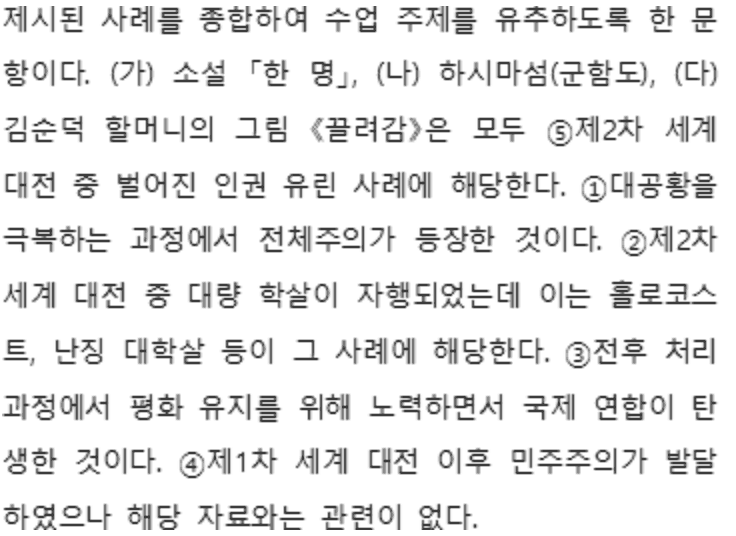 제시된 사례를 종합하여 수업 주제를 유추하도록 한 문
항이다. (가) 소설 「한 명」, (나) 하시마섬(군함도), (다)
김순덕 할머니의 그림 《끌려감》은 모두 ⑤제2차 세계
대전 중 벌어진 인권 유린 사례에 해당한다. ①대공황을
극복하는 과정에서 전체주의가 등장한 것이다. ②제2차
세계 대전 중 대량 학살이 자행되었는데 이는 홀로코스
트, 난징 대학살 등이 그 사례에 해당한다. ③전후 처리
과정에서 평화 유지를 위해 노력하면서 국제 연합이 탄
생한 것이다. ④제1차 세계 대전 이후 민주주의가 발달
하였으나 해당 자료와는 관련이 없다.